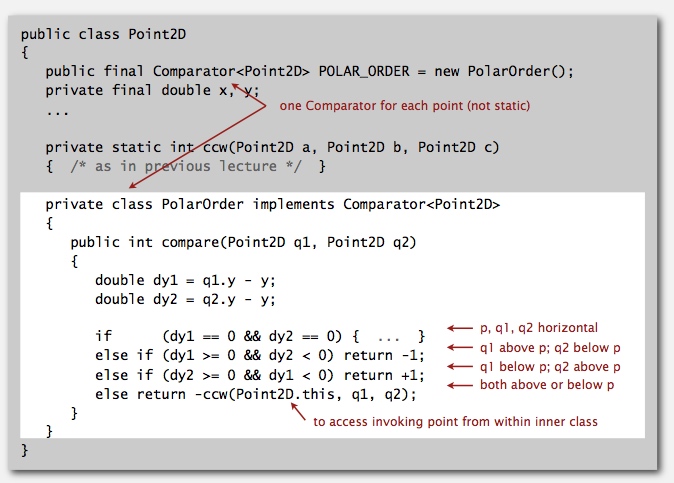 public class Point2D
{
public final Comparator<Point2D> POLAR_ORDER = new PolarOrder();
private final double x, y;
...
one Comparator for each point (not static)
private static int ccw(Point2D a, Point2D b, Point2D c)
{  /* as in previous lecture */  }
private class PolarOrder implements Comparator<Point2D>
{
public int compare(Point2D q1, Point2D q2)
{
double dy1 = q1.y - y;
double dy2 = q2.y - y;
if      (dy1 == 0 && dy2 == 0) {  ...  }
p, q1, q2 horizontal
else if (dy1 >= 0 && dy2 < 0) return -1;
q1 above p; q2 below p
else if (dy2 >= 0 && dy1 < 0) return +1;
q1 below p; q2 above p
else return -ccw(Point2D.this, q1, q2);
both above or below p
}
to access invoking point from within inner class
}
}